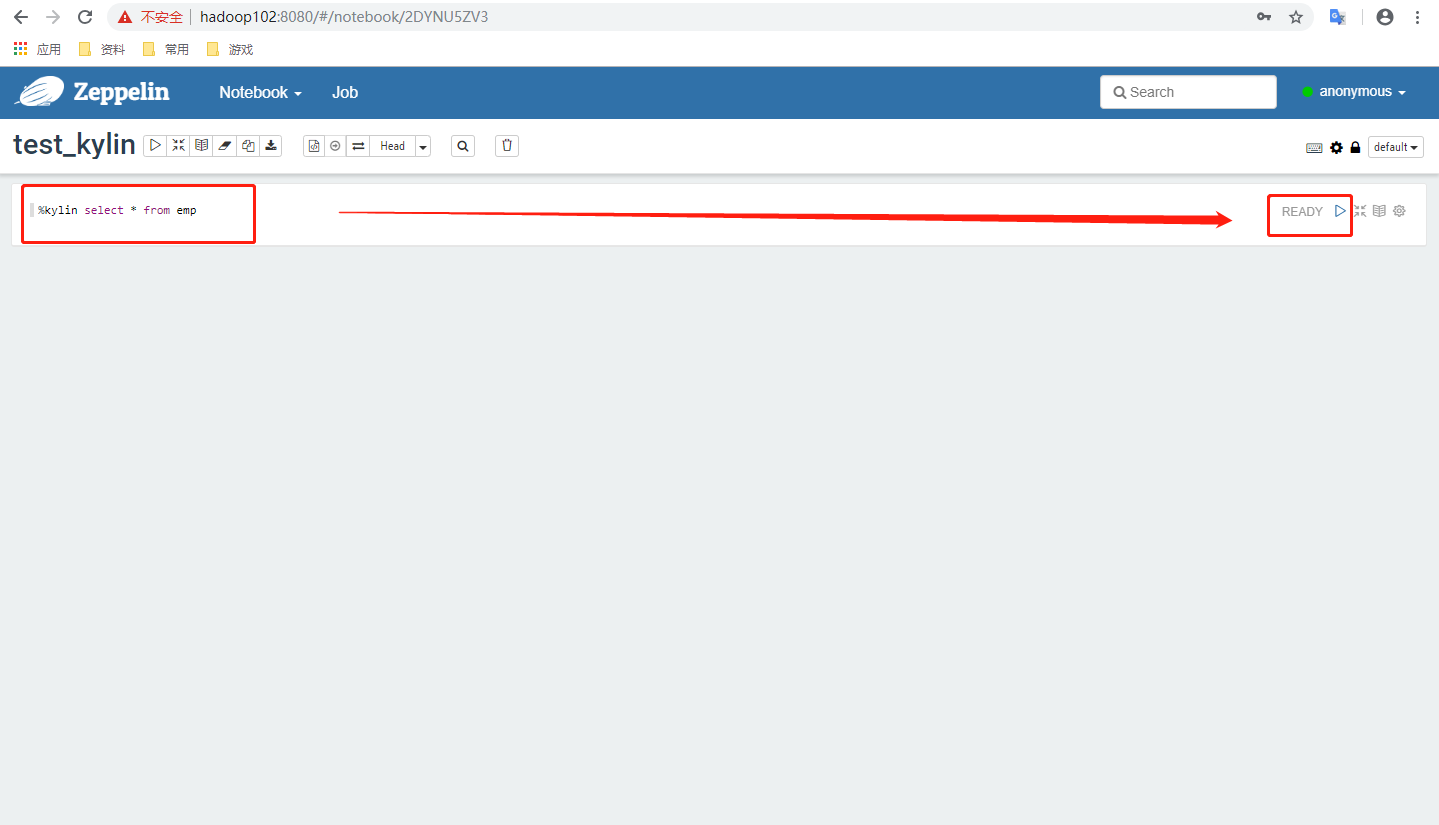 不安全 hadoop102:8080/#/notebook/2DYNU5ZV3
应用 资料 常用 游戏
Zeppelin Notebook Job Search anonymous
test_kylin Head default
%kylin select * from emp READY